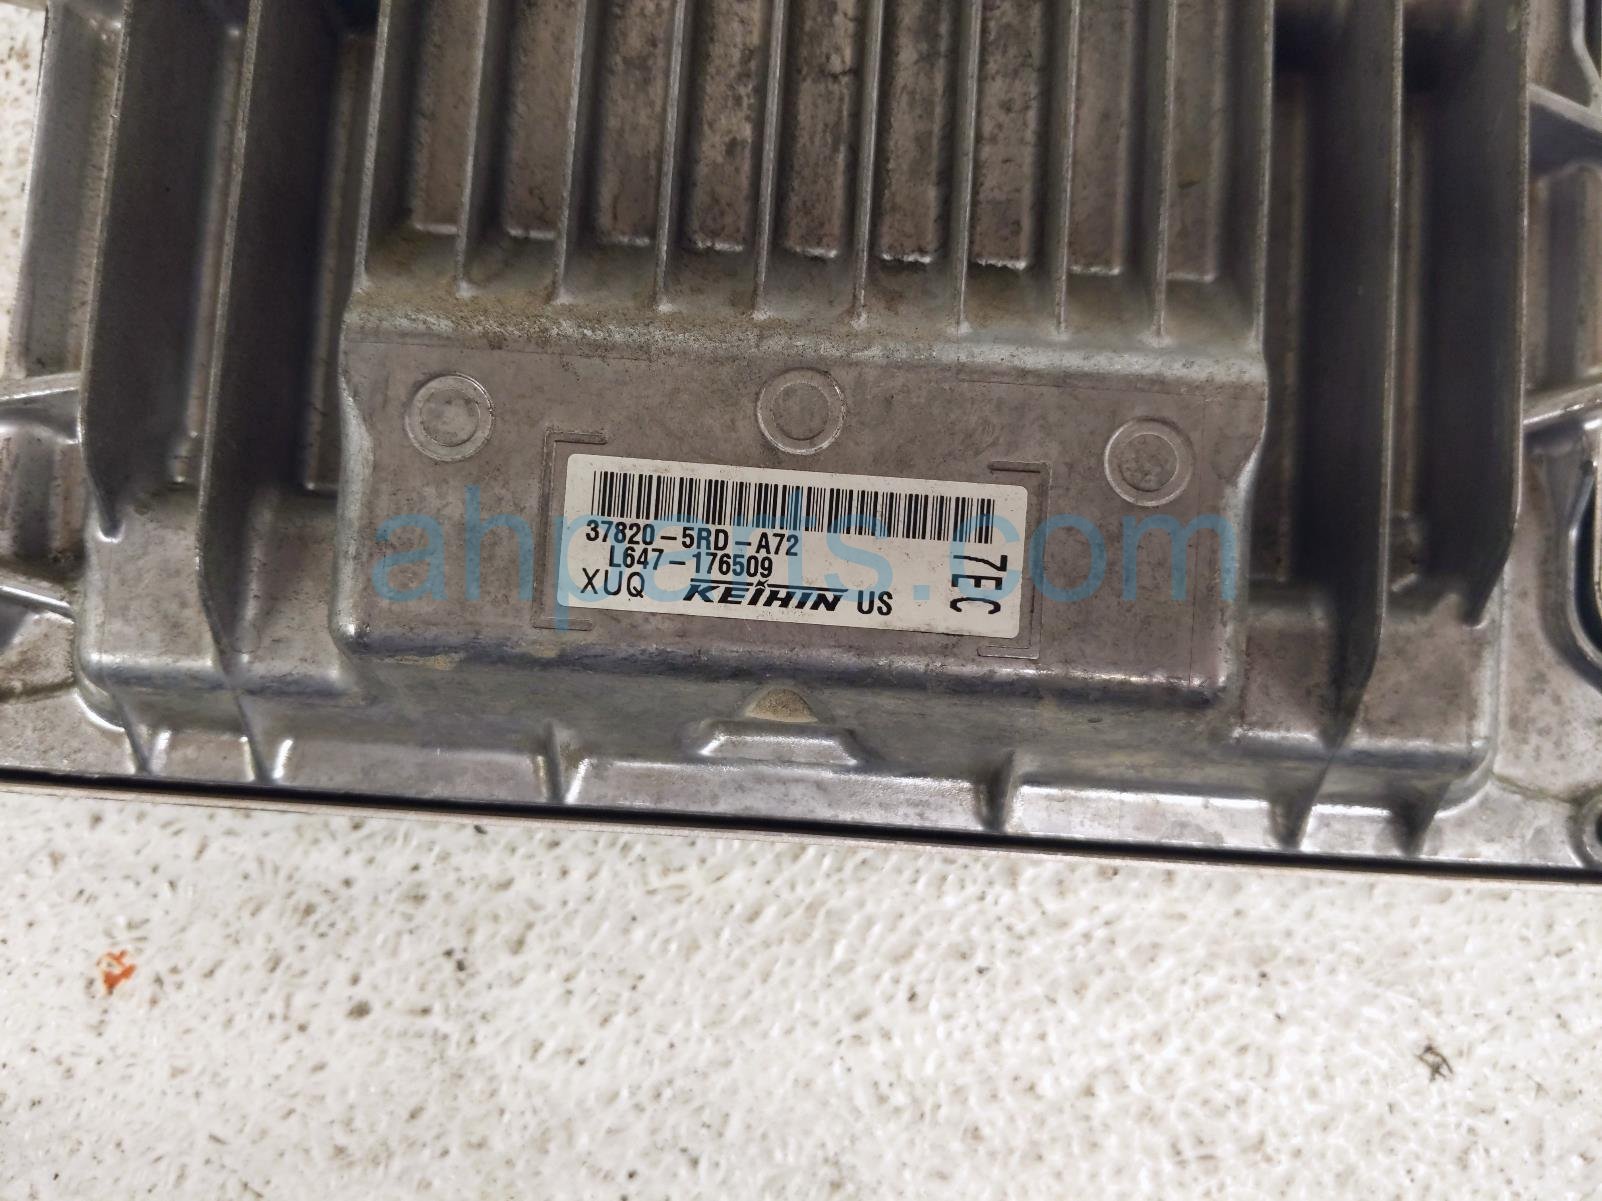 37820-5RD-A72
L647-176509
XUQ KEIHIN US
7EC
ahparts.com